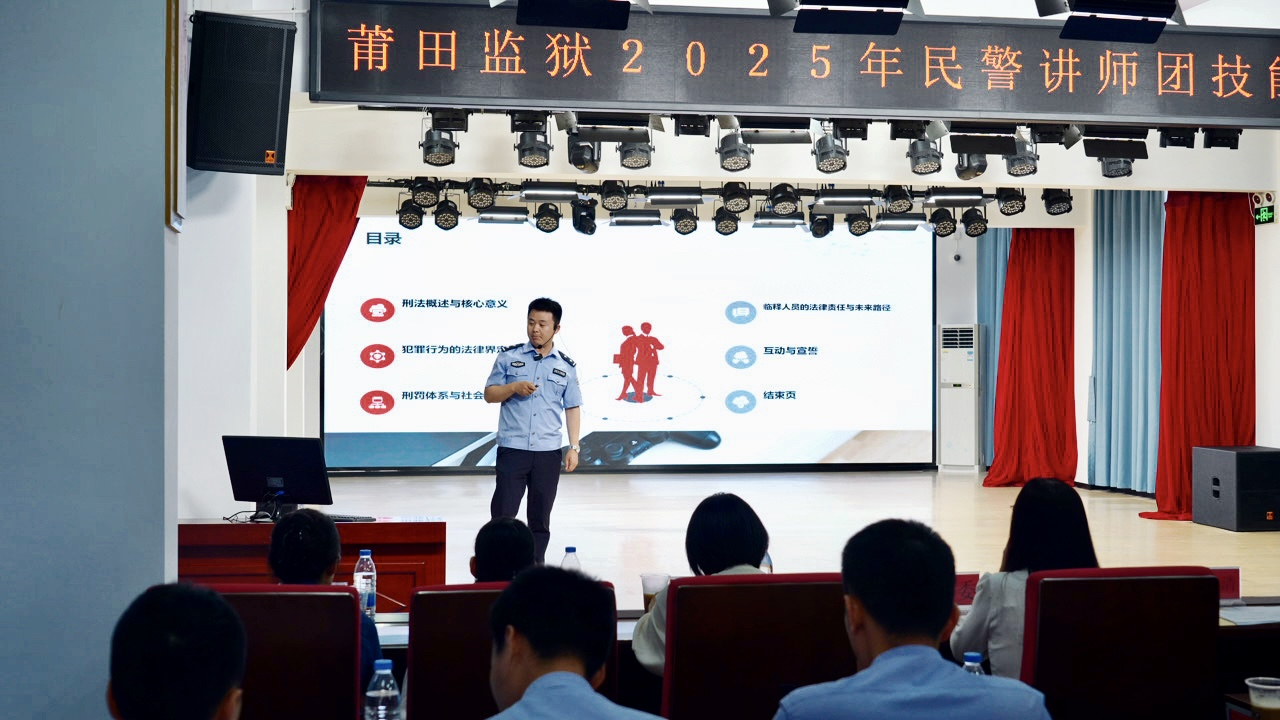 莆田监狱2025年民警讲师团技能
目录
刑法概述与核心意义
犯罪行为的法律界定
刑罚体系与社会
临释人员的法律责任与未来路径
互动与宣誓
结束页